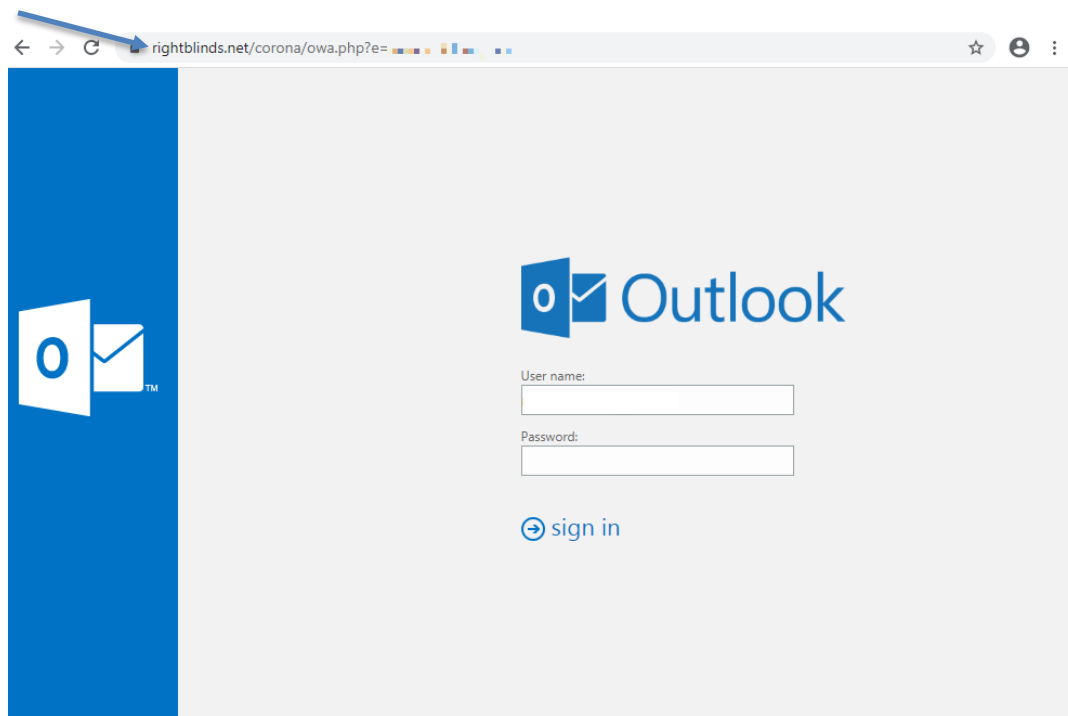 rightblinds.net/corona/owa.php?e=
O
TM
O
Outlook
User name:
Password:
sign in